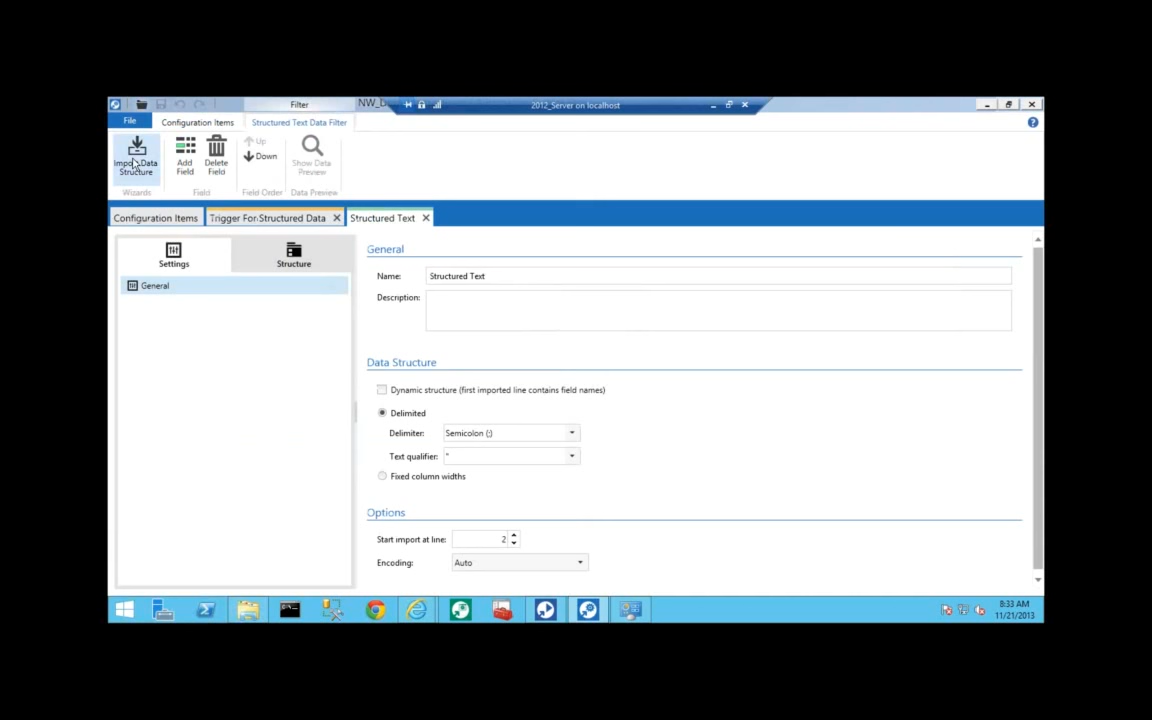 Filter
NW_
2012_Server on localhost
File
Configuration Items
Structured Text Data Filter
Import Data
Structure
Add
Field
Delete
Field
Up
Down
Show Data
Preview
Wizards
Field
Field Order
Data Preview
Configuration Items
Trigger For Structured Data
Structured Text
Settings
Structure
General
General
Name:
Structured Text
Description:
Data Structure
Dynamic structure (first imported line contains field names)
Delimited
Delimiter:
Semicolon (;)
Text qualifier:
"
Fixed column widths
Options
Start import at line:
2
Encoding:
Auto
8:33 AM
11/21/2013